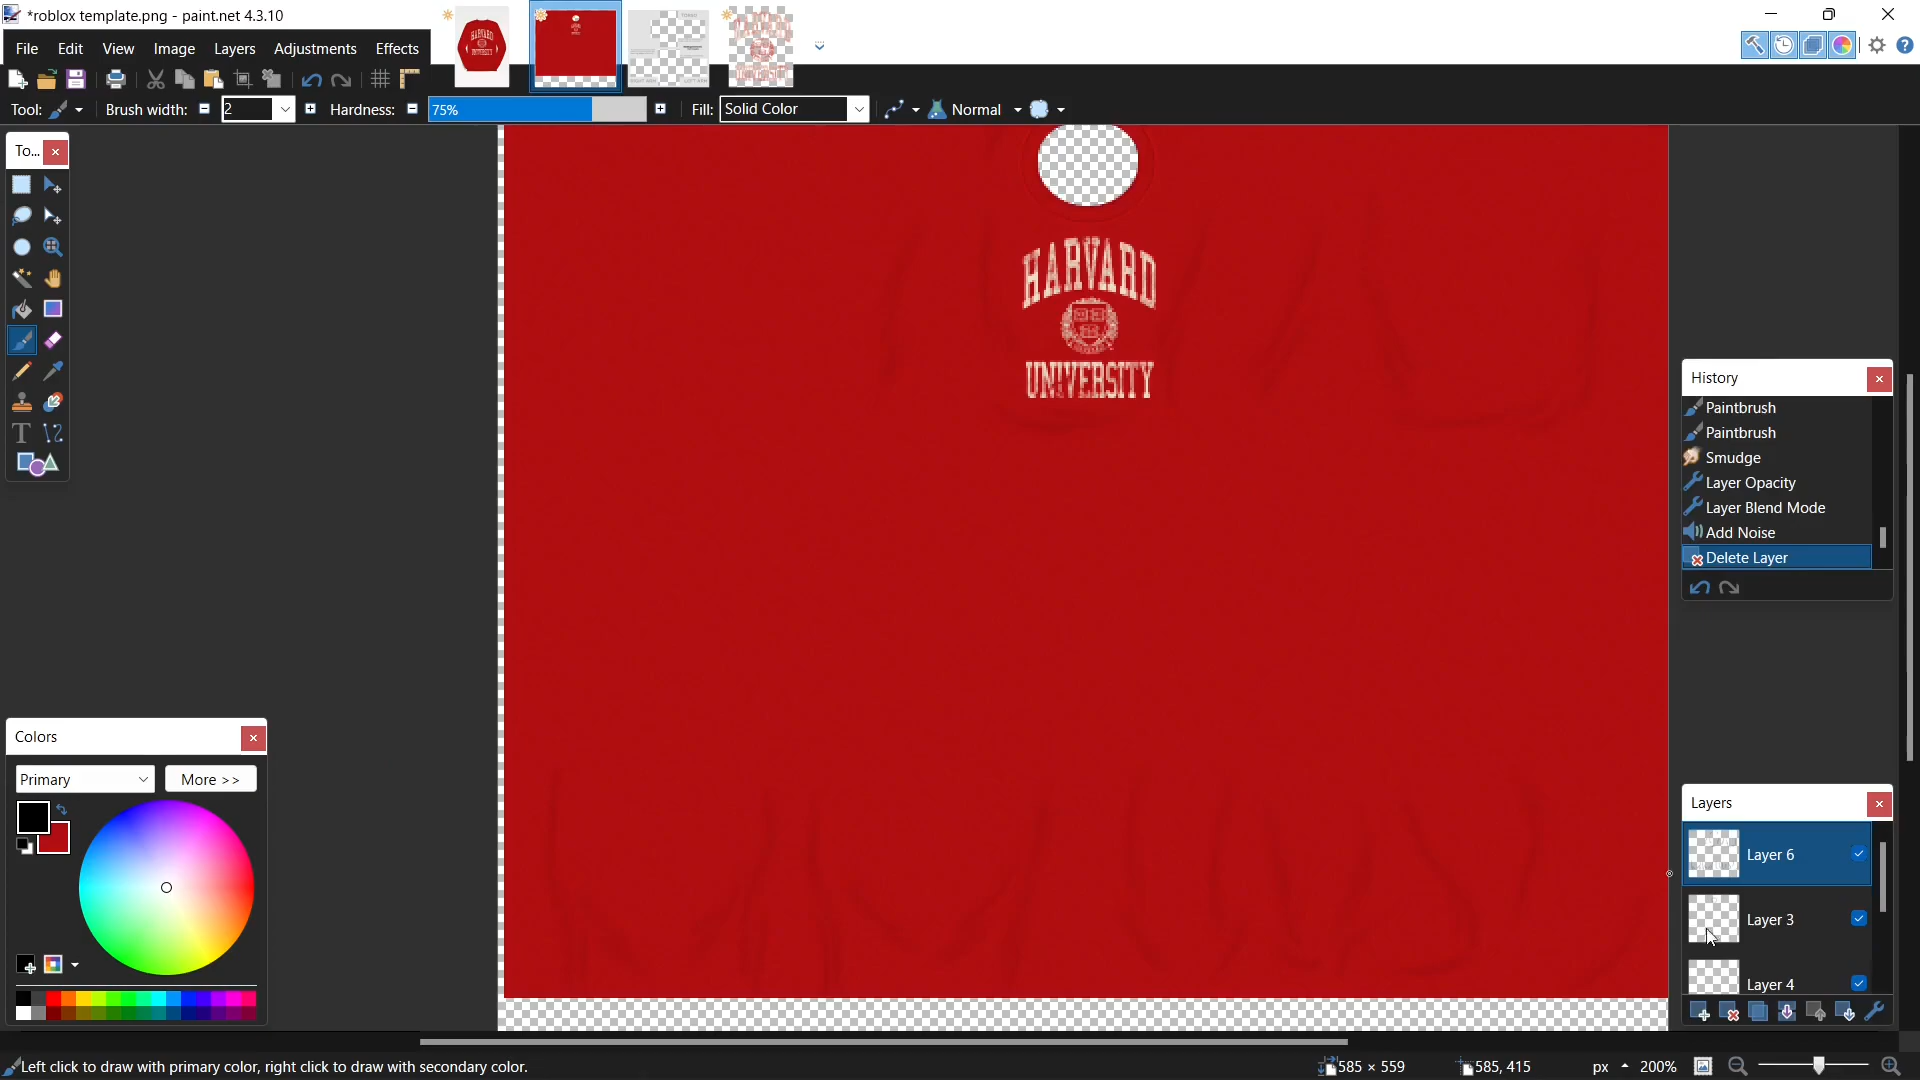 *roblox template.png - paint.net 4.3.10
File Edit View Image Layers Adjustments Effects
Tool: Brush width: 2 Hardness: 75% Fill: Solid Color Normal
To...
HARVARD
UNIVERSITY
History
Paintbrush
Paintbrush
Smudge
Layer Opacity
Layer Blend Mode
Add Noise
Delete Layer
Colors
Primary More >>
Layers
Layer 6
Layer 3
Layer 4
Left click to draw with primary color, right click to draw with secondary color. 585 × 559 585, 415 px 200%